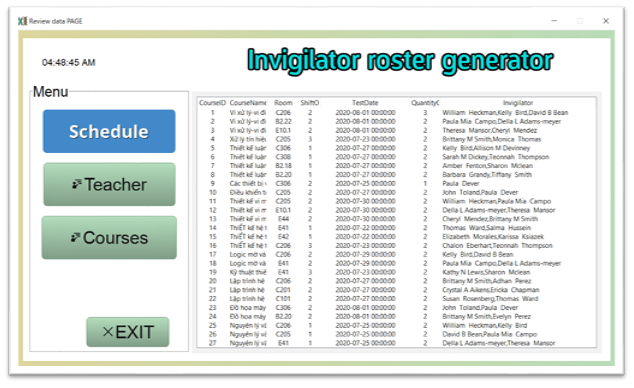 Review data PAGE
Invigilator roster generator
04:48:45 AM
Menu
Schedule
Teacher
Courses
EXIT
CourseID CourseName Room ShiftO TestDate QuantityC Invigilator
1 Vi xử lý-vi đi C206 2 2020-08-01 00:00:00 3 William Heckman,Kelly Bird,David B Bean
2 Vi xử lý-vi đi B2.22 2 2020-08-01 00:00:00 2 Paula Mia Campo,Della L Adams-meyer
3 Vi xử lý-vi đi E10.1 2 2020-08-01 00:00:00 2 Theresa Mansor,Cheryl Mendez
4 Xử lý tín hiệu C205 3 2020-07-23 00:00:00 2 Brittany M Smith,Monica Thomas
5 Thiết kế luận C306 1 2020-07-27 00:00:00 2 Kelly Bird,Allison M Devinney
6 Thiết kế luận C308 1 2020-07-27 00:00:00 2 Sarah M Dickey,Teonnah Thompson
7 Thiết kế luận B2.18 1 2020-07-27 00:00:00 2 Amber Fenton,Sharon Mclean
8 Thiết kế luận B2.20 1 2020-07-27 00:00:00 2 Barbara Grandy,Tiffany Smith
9 Các thiết bị C306 2 2020-07-25 00:00:00 1 Paula Dever
10 Điều khiển C205 2 2020-07-25 00:00:00 2 John Toland,Paula Dever
11 Thiết kế vi m C205 2 2020-07-30 00:00:00 2 William Heckman,Paula Mia Campo
12 Thiết kế vi m E10.1 2 2020-07-30 00:00:00 2 Della L Adams-meyer,Theresa Mansor
13 Thiết kế vi m E44 2 2020-07-30 00:00:00 2 Cheryl Mendez,Brittany M Smith
14 ThiẾT kế hệ E41 1 2020-07-22 00:00:00 2 Thomas Ward,Salma Hussein
15 ThiẾT kế hệ E42 1 2020-07-22 00:00:00 2 Elizabeth Morales,Karissa Ksiazek
16 ThiẾT kế hệ C206 3 2020-07-23 00:00:00 2 Chalon Eberhart,Teonnah Thompson
17 Logic mờ và C206 2 2020-07-29 00:00:00 2 Kelly Bird,David B Bean
18 Logic mờ và E41 2 2020-07-29 00:00:00 2 Paula Mia Campo,Della L Adams-meyer
19 Kỹ thuật thiế E41 3 2020-07-23 00:00:00 2 Kathy N Lewis,Sharon Mclean
20 Lập trình hệ C206 2 2020-07-27 00:00:00 2 Brittany M Smith,Adhan Perez
21 Lập trình hệ C201 2 2020-07-27 00:00:00 2 Crystal A Aikens,Ericka Chapman
22 Lập trình hệ C101 2 2020-07-27 00:00:00 2 Susan Rosenberg,Thomas Ward
23 Đồ họa máy C306 2 2020-08-01 00:00:00 2 John Toland,Paula Dever
24 Đồ họa máy B2.20 2 2020-08-01 00:00:00 2 Brittany M Smith,Evelyn Perez
25 Nguyên lý và C206 1 2020-07-25 00:00:00 2 William Heckman,Kelly Bird
26 Nguyên lý và C205 1 2020-07-25 00:00:00 2 David B Bean,Paula Mia Campo
27 Nguyên lý và E41 1 2020-07-25 00:00:00 2 Della L Adams-meyer,Theresa Mansor